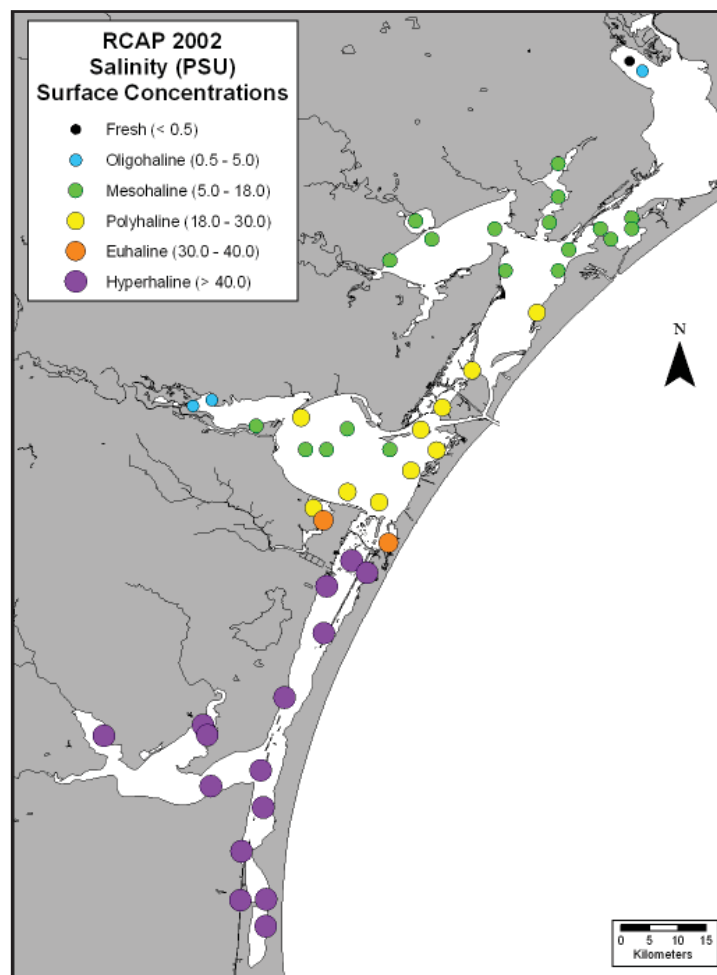 RCAP 2002
Salinity (PSU)
Surface Concentrations
Fresh (< 0.5)
Oligohaline (0.5 - 5.0)
Mesohaline (5.0 - 18.0)
Polyhaline (18.0 - 30.0)
Euhaline (30.0 - 40.0)
Hyperhaline (> 40.0)
N
0 5 10 15
Kilometers